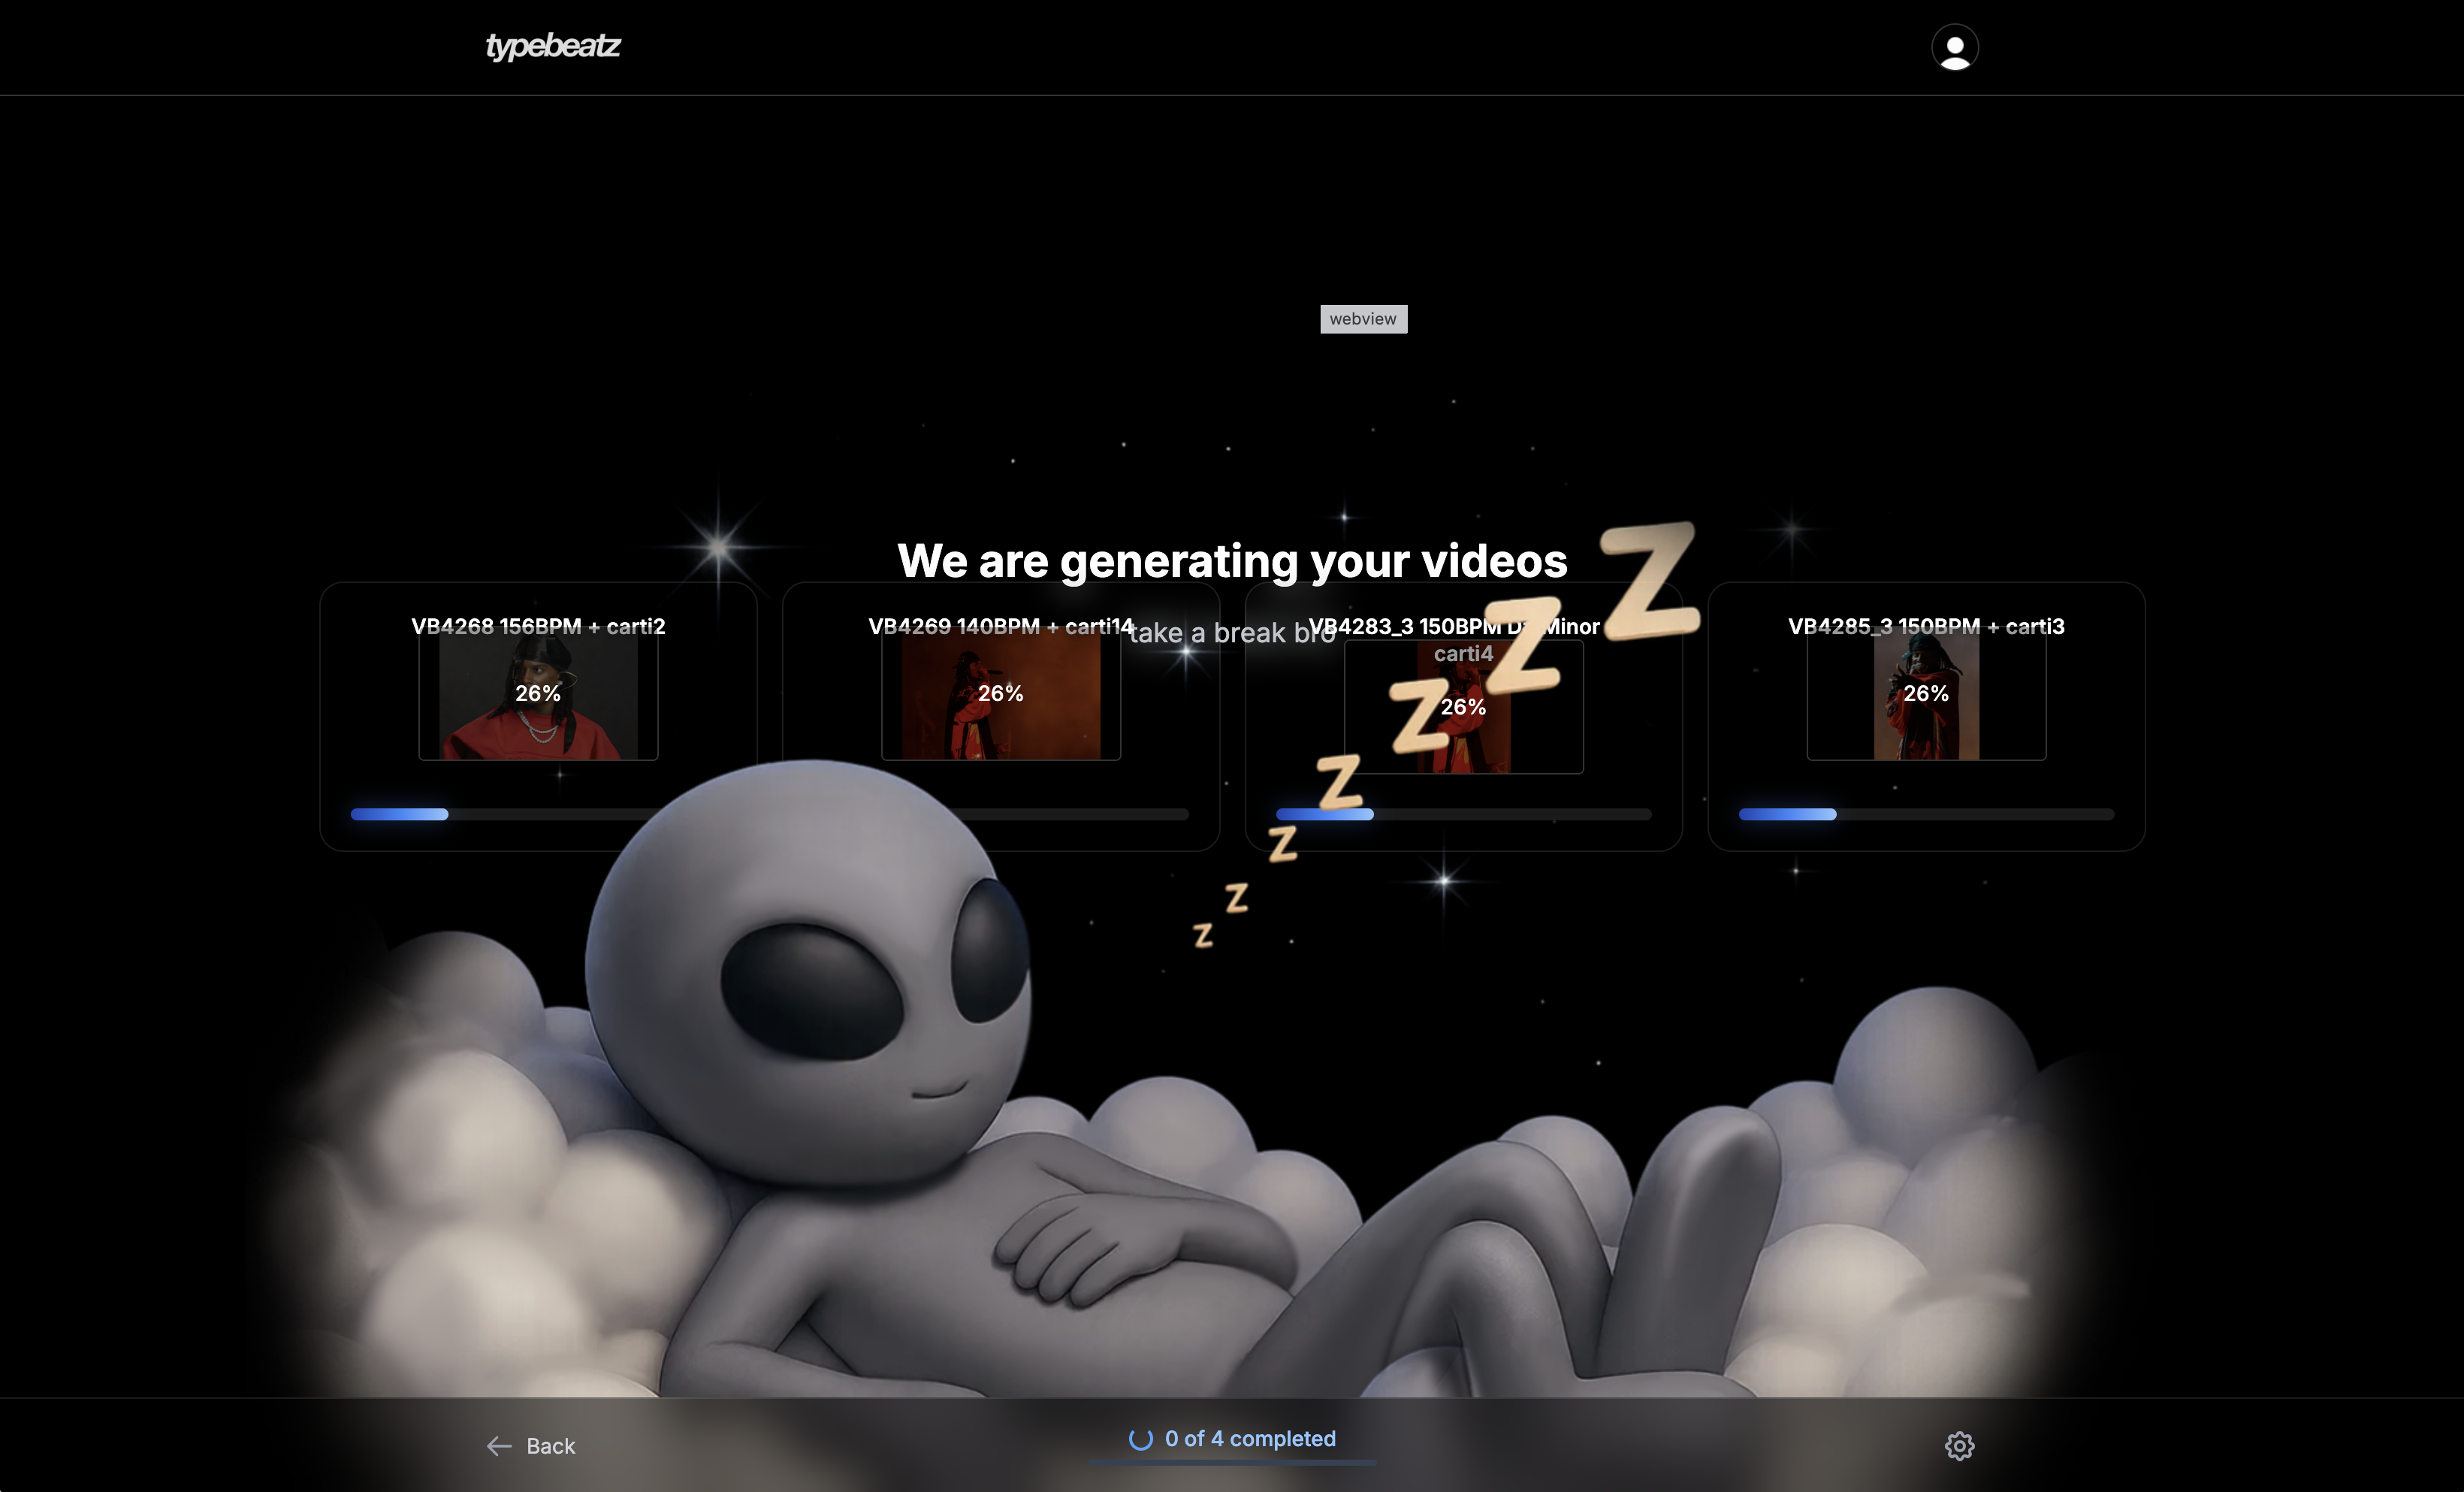 typebeatz
webview
We are generating your videos
take a break bro
VB4268 156BPM + carti2
26%
VB4269 140BPM + carti14
26%
VB4283_3 150BPM Minor
carti4
26%
VB4285_3 150BPM + carti3
26%
z z z z z z z
Back
0 of 4 completed